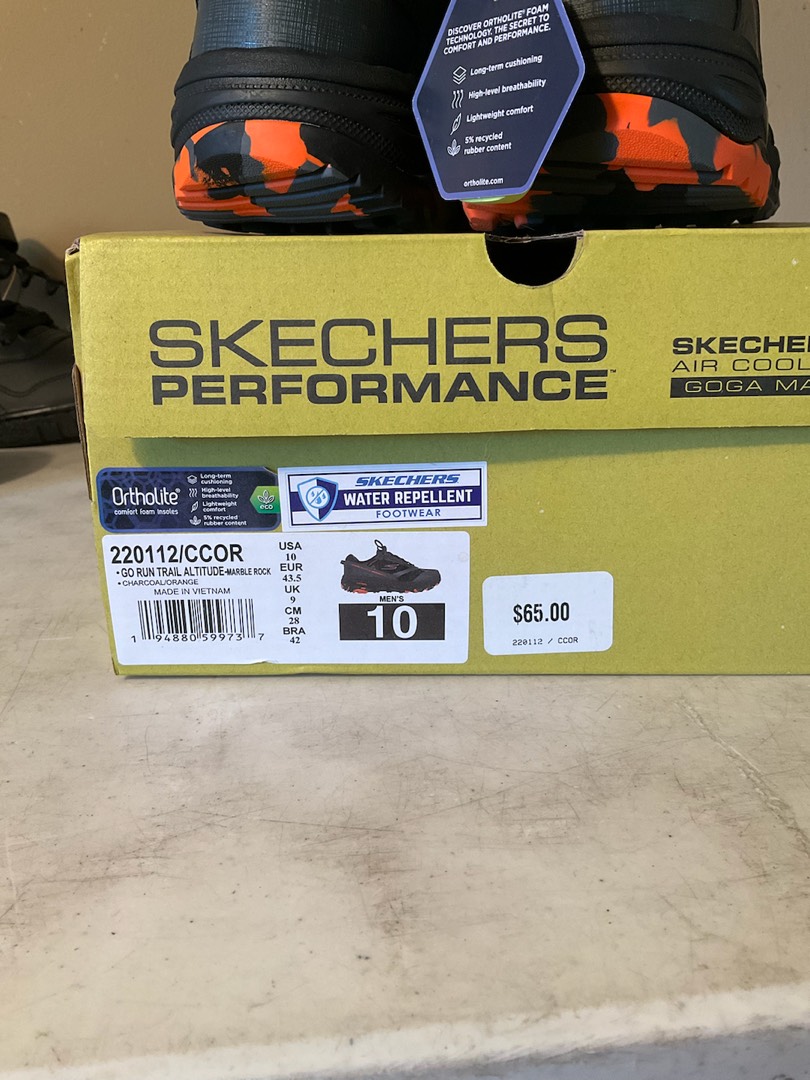 DISCOVER ORTHOLITE® FOAM
TECHNOLOGY. THE SECRET TO
COMFORT AND PERFORMANCE.
Long-term cushioning
High-level breathability
Lightweight comfort
5% recycled
rubber content
ortholite.com
SKECHERS
PERFORMANCE™
SKECHE
AIR COOL
GOGA MA
Ortholite®
comfort foam insoles
Long-term
cushioning
High-level
breathability
Lightweight
comfort
5% recycled
rubber content
eco
SKECHERS
WATER REPELLENT
FOOTWEAR
220112/CCOR
• GO RUN TRAIL ALTITUDE-MARBLE ROCK
• CHARCOAL/ORANGE
MADE IN VIETNAM
1 94880 59973 7
USA
10
EUR
43.5
UK
9
CM
28
BRA
42
MEN'S
10
$65.00
220112 / CCOR